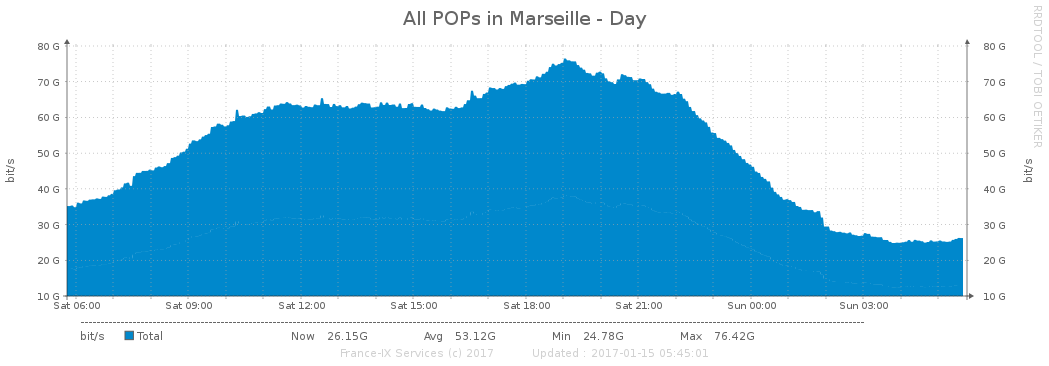 All POPs in Marseille - Day
RRDTOOL / TOBI OETIKER
80 G 80 G
70 G 70 G
60 G 60 G
50 G 50 G
40 G 40 G
30 G 30 G
20 G 20 G
10 G 10 G
bit/s
bit/s
Sat 06:00 Sat 09:00 Sat 12:00 Sat 15:00 Sat 18:00 Sat 21:00 Sun 00:00 Sun 03:00
bit/s Total Now 26.15G Avg 53.12G Min 24.78G Max 76.42G
France-IX Services (c) 2017 Updated : 2017-01-15 05:45:01